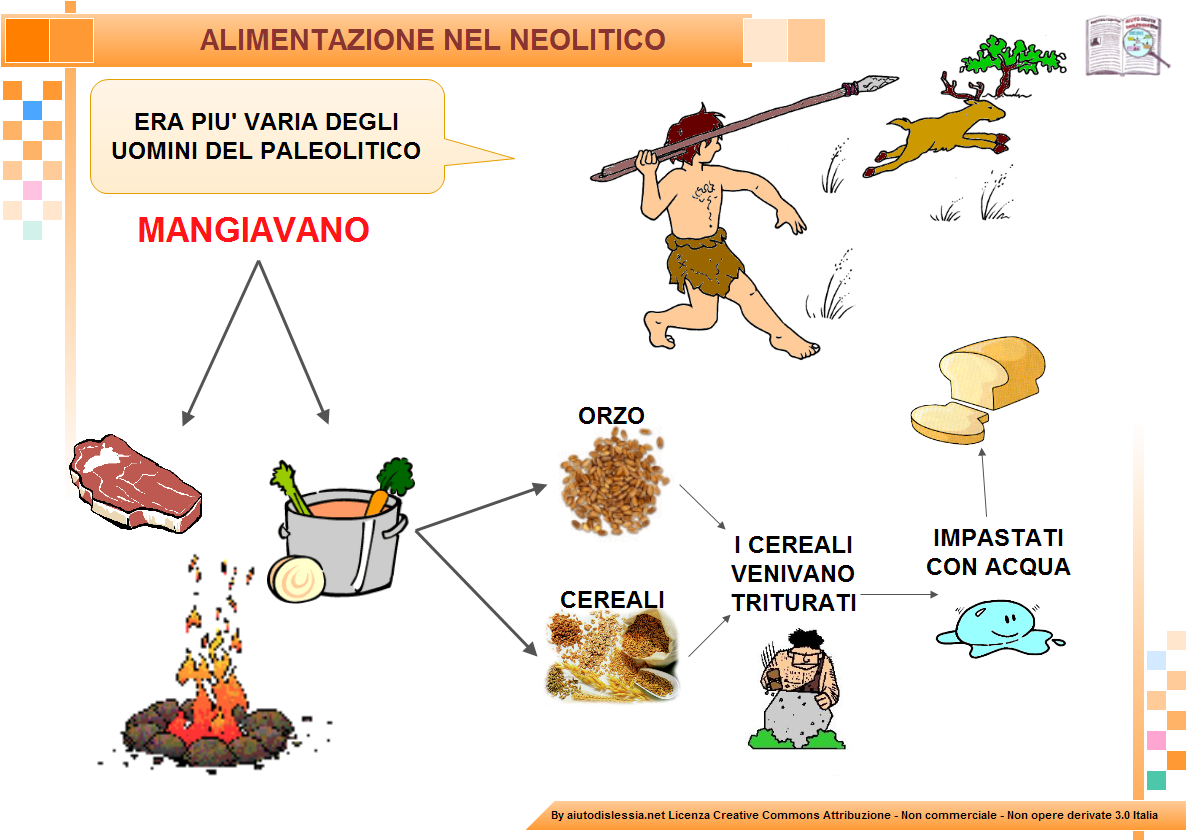 ALIMENTAZIONE NEL NEOLITICO
ERA PIU' VARIA DEGLI
UOMINI DEL PALEOLITICO
MANGIAVANO
ORZO
CEREALI
I CEREALI
VENIVANO
TRITURATI
IMPASTATI
CON ACQUA
By aiutodislessia.net Licenza Creative Commons Attribuzione - Non commerciale - Non opere derivate 3.0 Italia